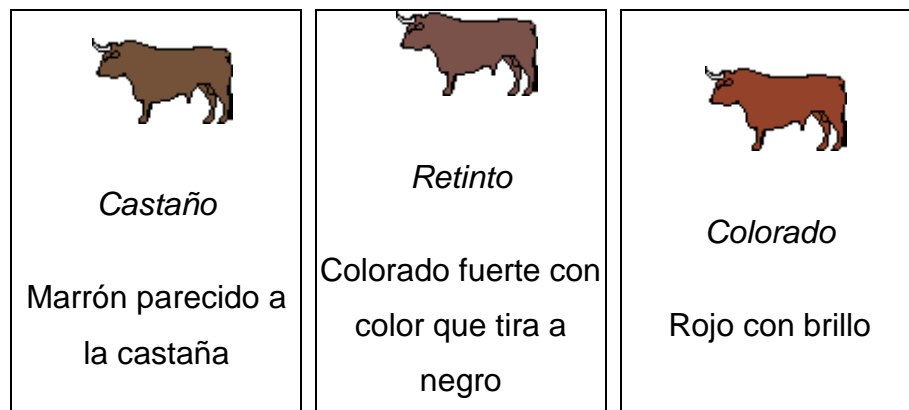 Castaño
Marrón parecido a
la castaña
Retinto
Colorado fuerte con
color que tira a
negro
Colorado
Rojo con brillo